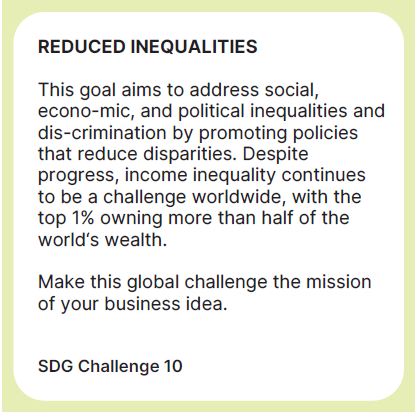 REDUCED INEQUALITIES
This goal aims to address social,
econo-mic, and political inequalities and
dis-crimination by promoting policies
that reduce disparities. Despite
progress, income inequality continues
to be a challenge worldwide, with the
top 1% owning more than half of the
world‘s wealth.
Make this global challenge the mission
of your business idea.
SDG Challenge 10